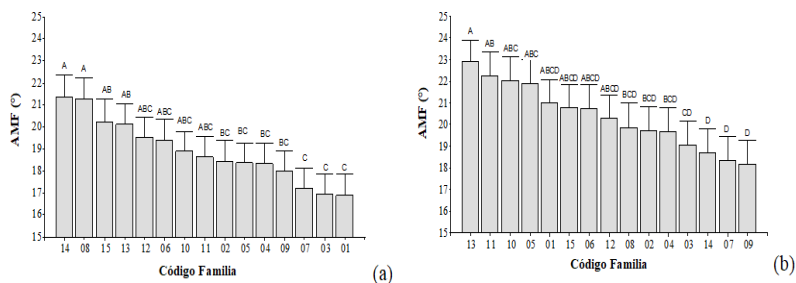 25
24
23
22
21
20
19
18
17
16
15
AMF (°)
A A AB AB ABC ABC ABC ABC BC BC BC BC C C C
14 08 15 13 12 06 10 11 02 05 04 09 07 03 01
Código Família
(a)
25
24
23
22
21
20
19
18
17
16
15
AMF (°)
A AB ABC ABC ABCD ABCD ABCD ABCD BCD BCD BCD CD D D D
13 11 10 05 01 15 06 12 08 02 04 03 14 07 09
Código Família
(b)